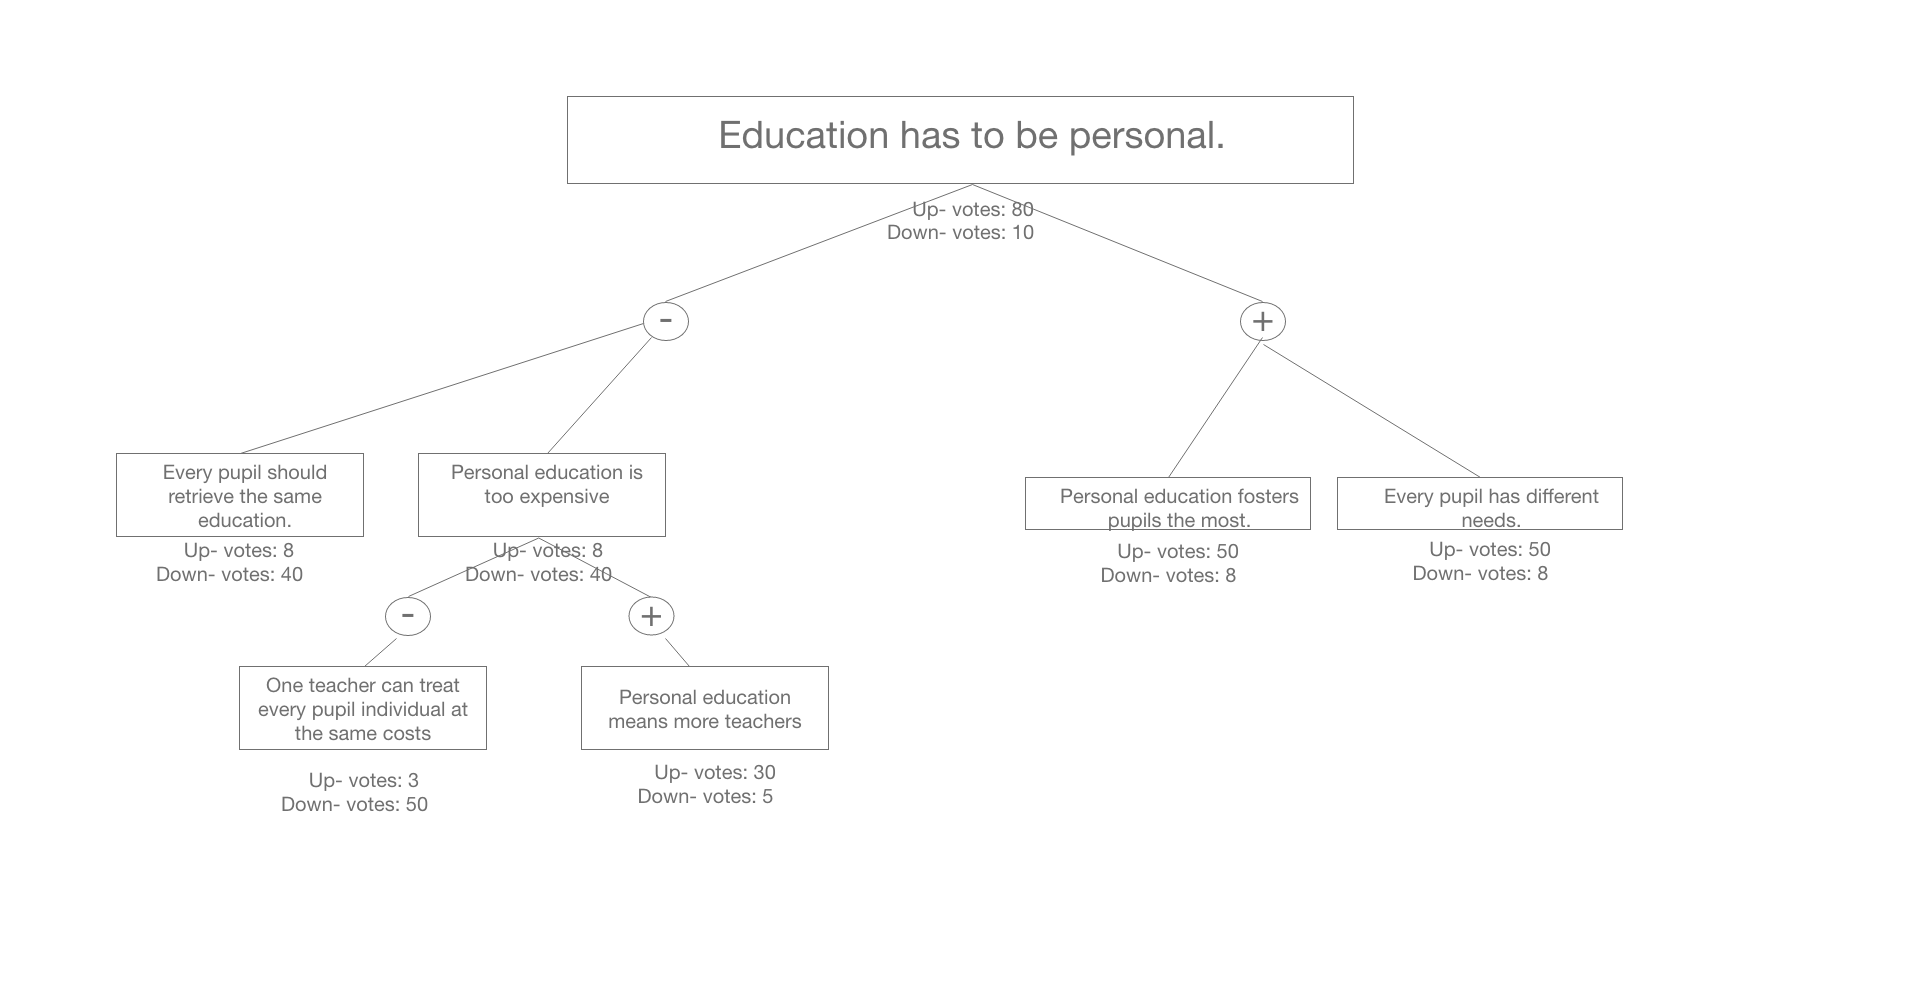 Education has to be personal.
Up- votes: 80
Down- votes: 10
-
+
Every pupil should
retrieve the same
education.
Up- votes: 8
Down- votes: 40
Personal education is
too expensive
Up- votes: 8
Down- votes: 40
Personal education fosters
pupils the most.
Up- votes: 50
Down- votes: 8
Every pupil has different
needs.
Up- votes: 50
Down- votes: 8
-
+
One teacher can treat
every pupil individual at
the same costs
Up- votes: 3
Down- votes: 50
Personal education
means more teachers
Up- votes: 30
Down- votes: 5